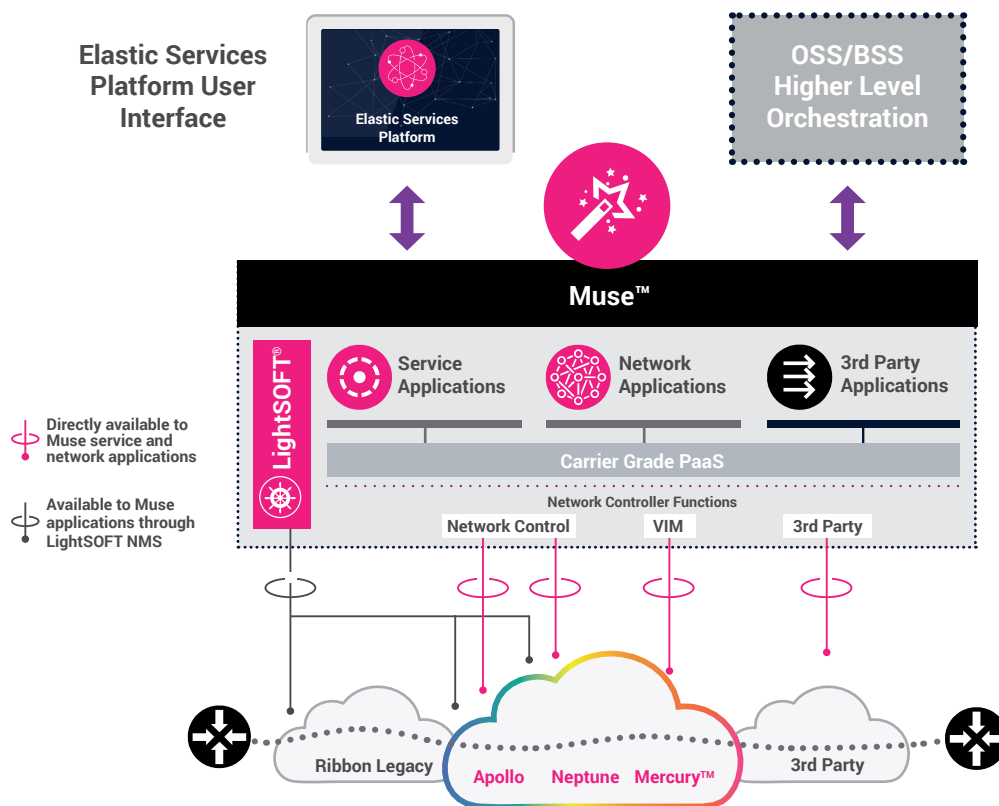 Elastic Services
Platform User
Interface
Elastic Services
Platform
OSS/BSS
Higher Level
Orchestration
Muse™
LightSOFT®
Service
Applications
Network
Applications
3rd Party
Applications
Carrier Grade PaaS
Network Controller Functions
Network Control
VIM
3rd Party
Directly available to
Muse service and
network applications
Available to Muse
applications through
LightSOFT NMS
Ribbon Legacy
Apollo
Neptune
Mercury™
3rd Party